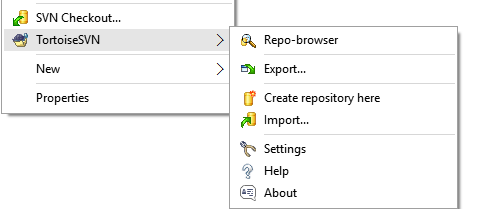 SVN Checkout...
TortoiseSVN
New
Properties
Repo-browser
Export...
Create repository here
Import...
Settings
Help
About